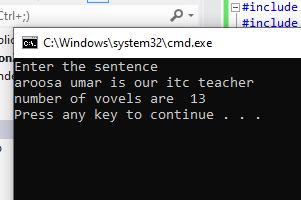 Ctrl+;)
#include
#include
C:\Windows\system32\cmd.exe
Enter the sentence
aroosa umar is our itc teacher
number of vovels are 13
Press any key to continue . . .